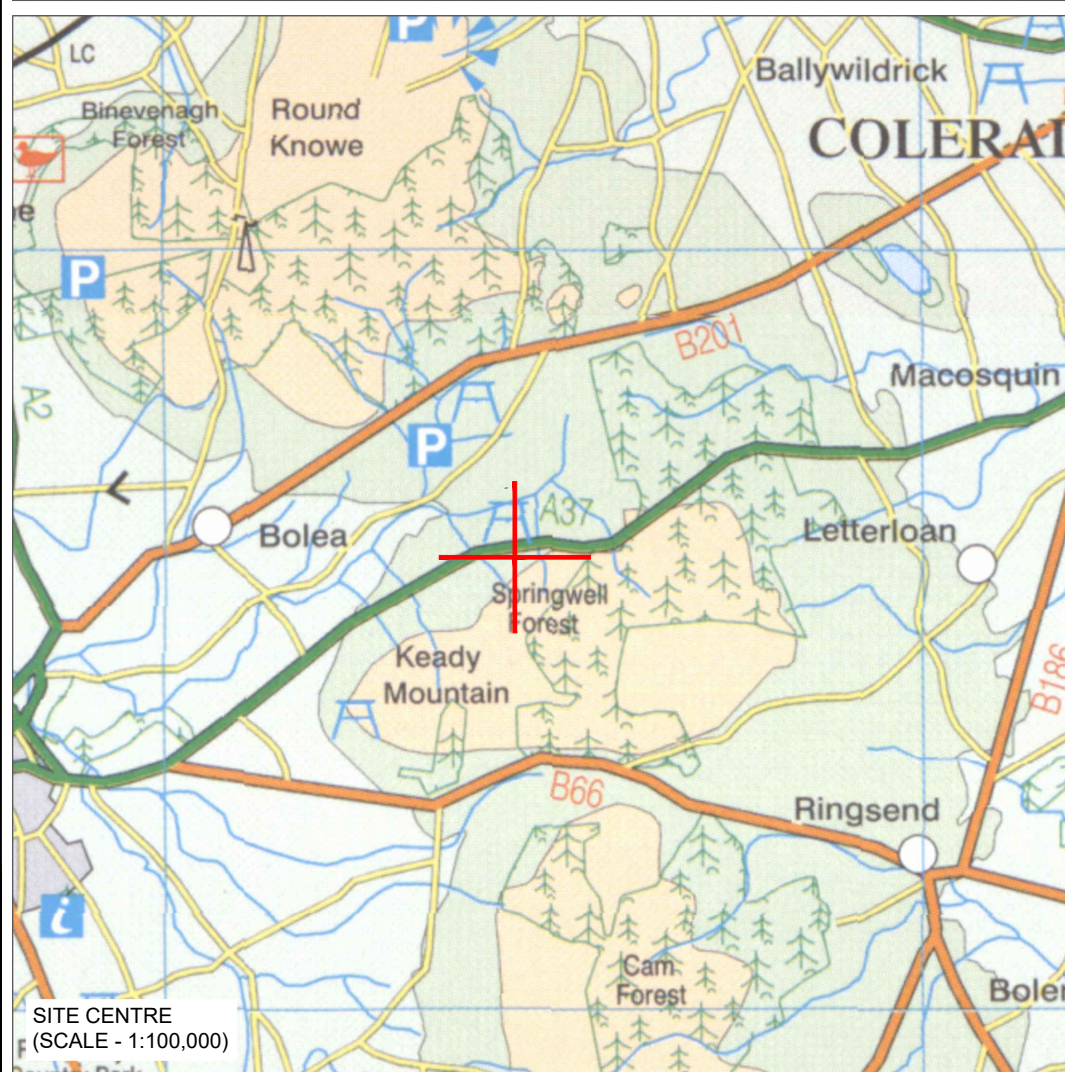 P
LC
Ballywildrick
Binevenagh
Forest
Round
Knowe
COLERAI
e
P
B201
Macosquin
A2
P
A37
Bolea
Letterloan
Springwell
Forest
Keady
Mountain
B186
B66
Ringsend
i
Cam
Forest
Boler
SITE CENTRE
(SCALE - 1:100,000)